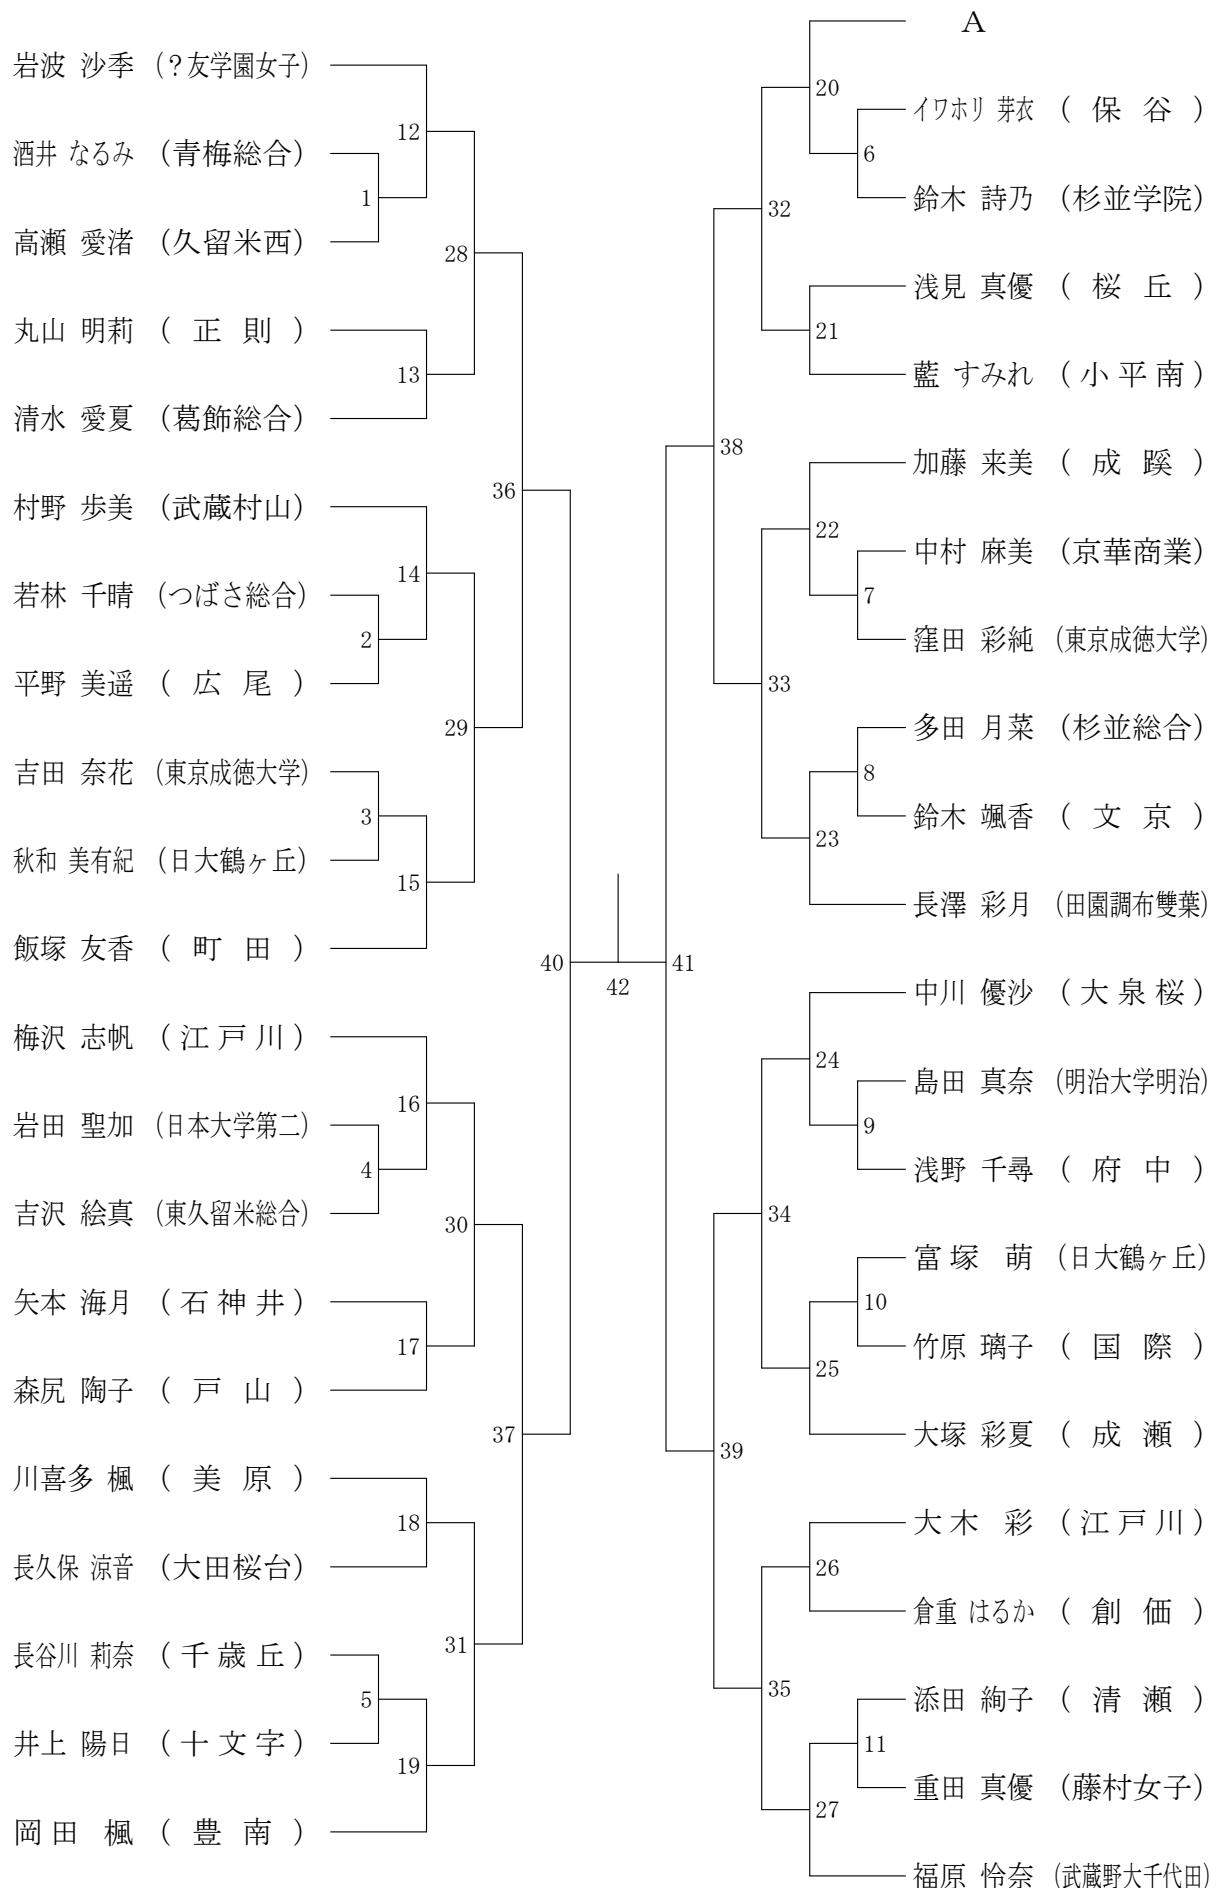 岩波 沙季 (？友学園女子)
12
酒井 なるみ (青梅総合)
1
高瀬 愛渚 (久留米西)
28
丸山 明莉 ( 正 則 )
13
清水 愛夏 (葛飾総合)
36
村野 歩美 (武蔵村山)
14
若林 千晴 (つばさ総合)
2
平野 美遥 ( 広 尾 )
29
吉田 奈花 (東京成徳大学)
3
秋和 美有紀 (日大鶴ヶ丘)
15
飯塚 友香 ( 町 田 )
40
42
梅沢 志帆 ( 江 戸 川 )
16
岩田 聖加 (日本大学第二)
4
吉沢 絵真 (東久留米総合)
30
矢本 海月 ( 石 神 井 )
17
森尻 陶子 ( 戸 山 )
37
川喜多 楓 ( 美 原 )
18
長久保 涼音 (大田桜台)
31
長谷川 莉奈 ( 千 歳 丘 )
5
井上 陽日 ( 十 文 字 )
19
岡 田 楓 ( 豊 南 )
A
20
イワホリ 芽衣 ( 保 谷 )
6
鈴木 詩乃 (杉並学院)
32
浅見 真優 ( 桜 丘 )
21
藍 すみれ ( 小 平 南 )
38
加藤 来美 ( 成 蹊 )
22
中村 麻美 (京華商業)
7
窪田 彩純 (東京成徳大学)
33
多田 月菜 (杉並総合)
8
鈴木 颯香 ( 文 京 )
23
長澤 彩月 (田園調布雙葉)
41
中川 優沙 ( 大 泉 桜 )
24
島田 真奈 (明治大学明治)
9
浅野 千尋 ( 府 中 )
34
富 塚 萌 (日大鶴ヶ丘)
10
竹原 璃子 ( 国 際 )
25
大塚 彩夏 ( 成 瀬 )
39
大 木 彩 ( 江 戸 川 )
26
倉重 はるか ( 創 価 )
35
添田 絢子 ( 清 瀬 )
11
重田 真優 (藤村女子)
27
福原 怜奈 (武蔵野大千代田)